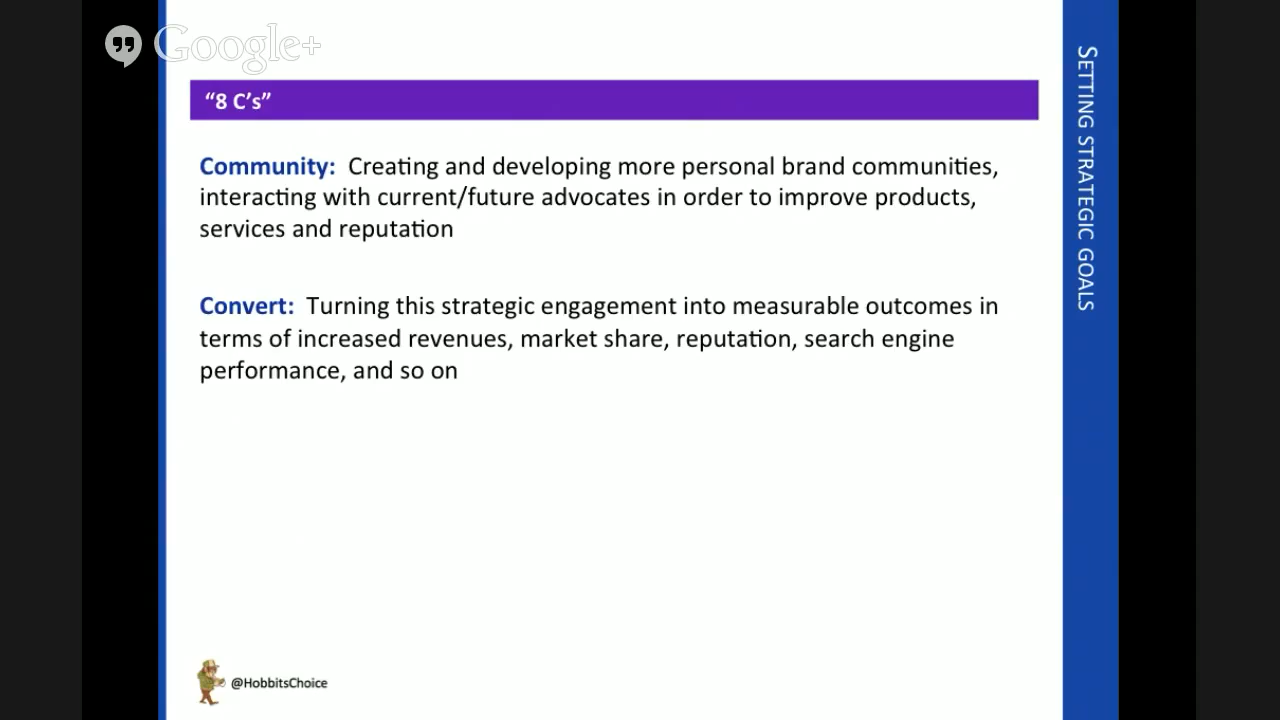 Google+
"8 C's"
Community: Creating and developing more personal brand communities,
interacting with current/future advocates in order to improve products,
services and reputation
Convert: Turning this strategic engagement into measurable outcomes in
terms of increased revenues, market share, reputation, search engine
performance, and so on
@HobbitsChoice
SETTING STRATEGIC GOALS